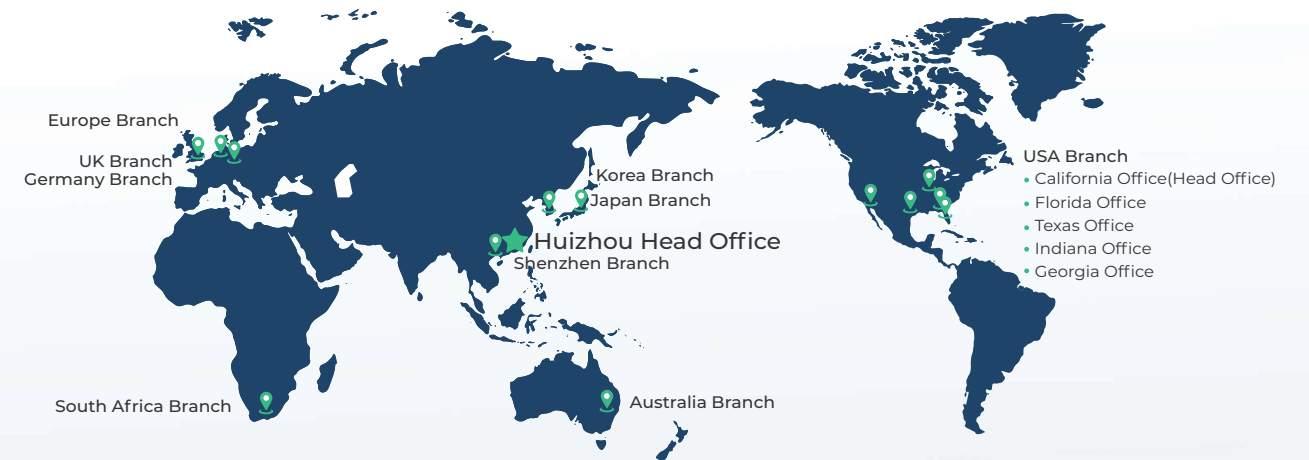 Europe Branch
UK Branch
Germany Branch
Korea Branch
Japan Branch
Huizhou Head Office
Shenzhen Branch
South Africa Branch
Australia Branch
USA Branch
• California Office(Head Office)
• Florida Office
• Texas Office
• Indiana Office
• Georgia Office